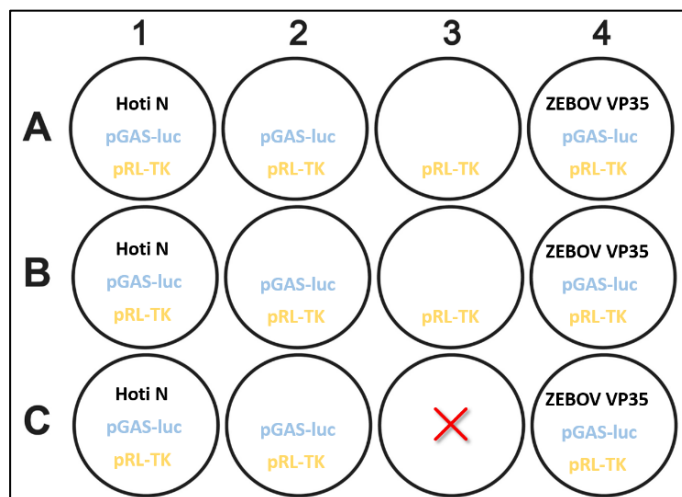 1 2 3 4
A
Hoti N ZEBOV VP35
pGAS-luc pGAS-luc pGAS-luc
pRL-TK pRL-TK pRL-TK pRL-TK
B
Hoti N ZEBOV VP35
pGAS-luc pGAS-luc pGAS-luc
pRL-TK pRL-TK pRL-TK pRL-TK
C
Hoti N ZEBOV VP35
pGAS-luc pGAS-luc pGAS-luc
pRL-TK pRL-TK pRL-TK